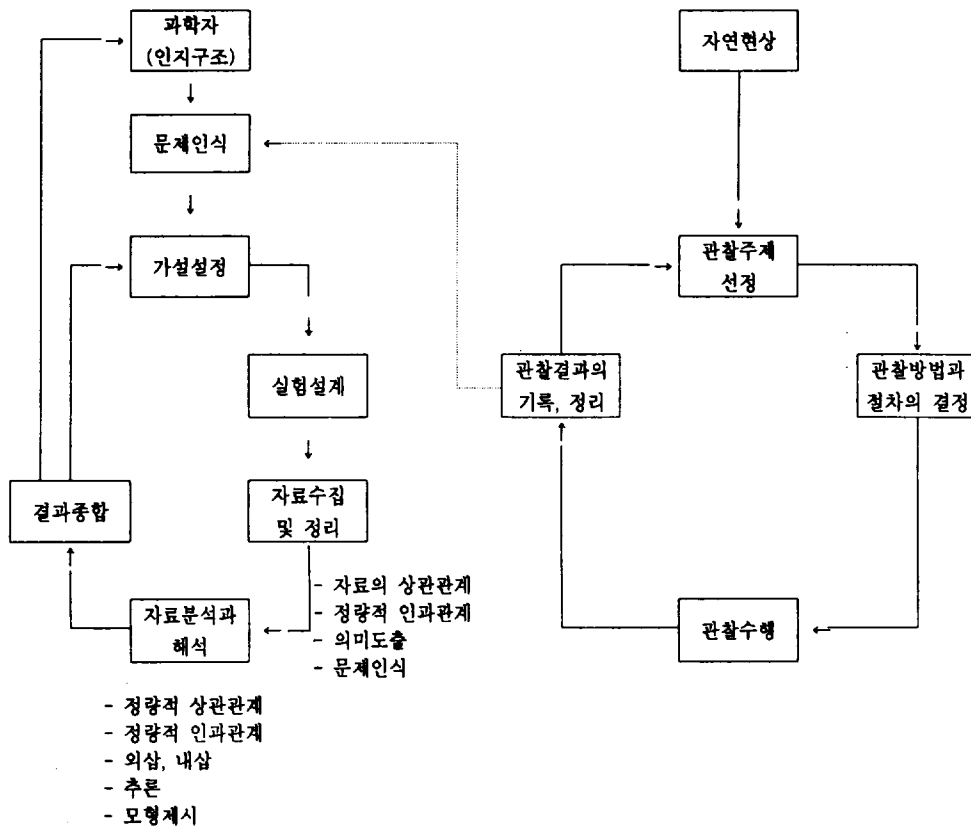 과학자
(인지구조)
자연현상
문제인식
가설설정
관찰주제
선정
실험설계
관찰결과의
기록, 정리
관찰방법과
절차의 결정
결과종합
자료수집
및 정리
- 자료의 상관관계
- 정량적 인과관계
- 의미도출
- 문제인식
자료분석과
해석
관찰수행
- 정량적 상관관계
- 정량적 인과관계
- 외삽, 내삽
- 추론
- 모형제시